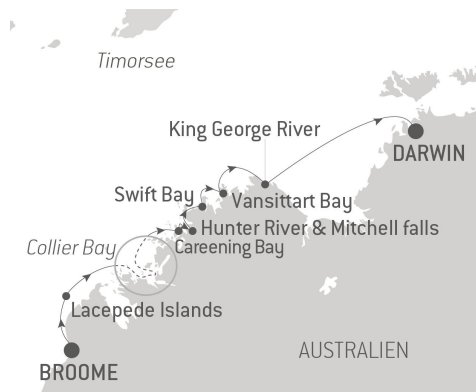 Timorsee
King George River
DARWIN
Swift Bay
Vansittart Bay
Hunter River & Mitchell falls
Collier Bay
Careening Bay
Lacepede Islands
AUSTRALIEN
BROOME